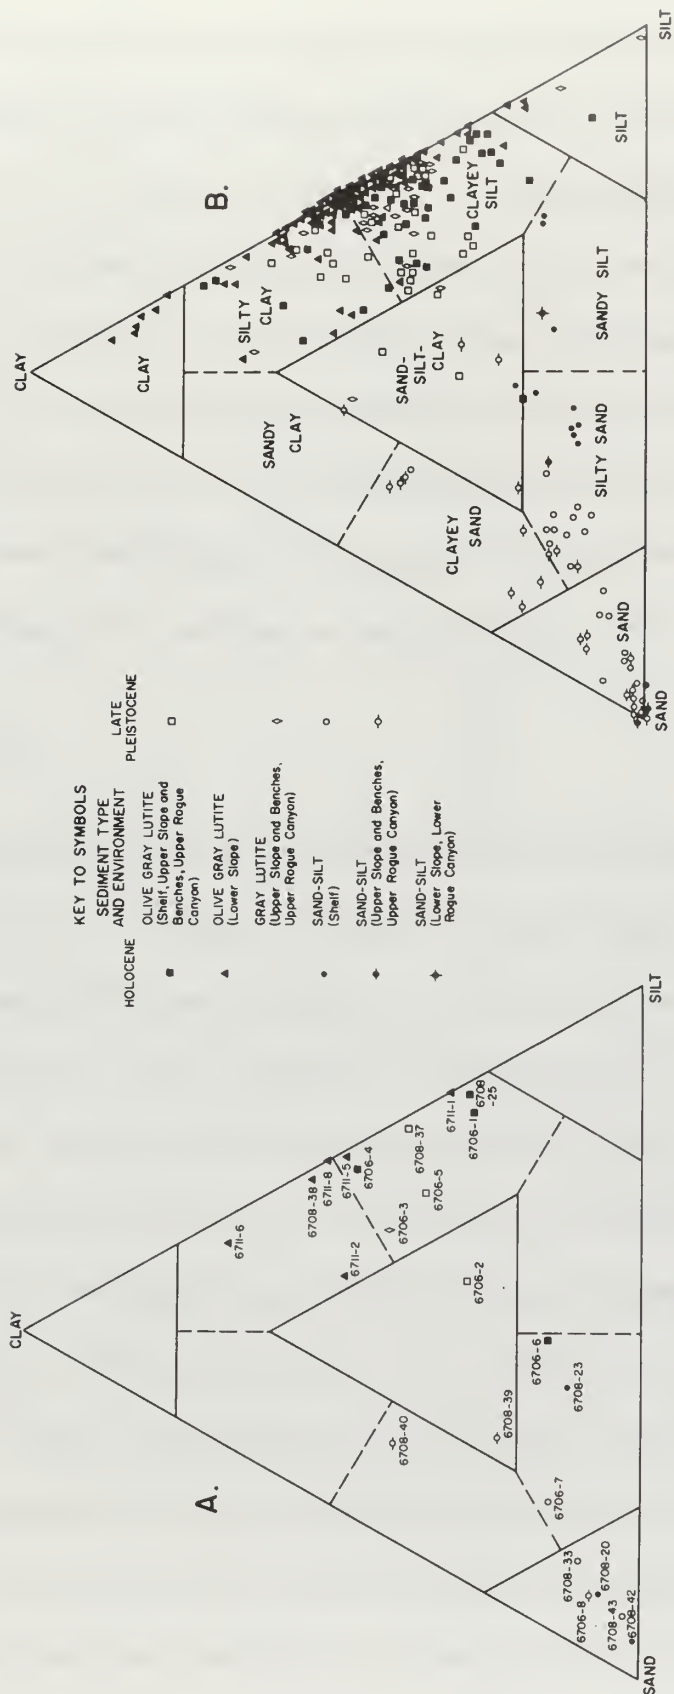 A.
CLAY
SAND
SILT
6711-6
6708-38
6711-8
6711-5
6706-4
6711-2
6706-3
6708-37
6706-5
6711-1
6708
-25
6706-1
6706-2
6708-40
6708-39
6706-6
6708-23
6706-7
6708-33
6706-8
6708-20
6708-43
6708-42
KEY TO SYMBOLS
HOLOCENE
SEDIMENT TYPE
AND ENVIRONMENT
LATE
PLEISTOCENE
OLIVE GRAY LUTITE
(Shelf, Upper Slope and
Benches, Upper Rogue
Canyon)
OLIVE GRAY LUTITE
(Lower Slope)
GRAY LUTITE
(Upper Slope and Benches,
Upper Rogue Canyon)
SAND-SILT
(Shelf)
SAND-SILT
(Upper Slope and Benches,
Upper Rogue Canyon)
SAND-SILT
(Lower Slope, Lower
Rogue Canyon)
B.
CLAY
CLAY
SANDY
CLAY
SILTY
CLAY
SAND-
SILT-
CLAY
CLAYEY
SILT
CLAYEY
SAND
SAND
SILTY SAND
SANDY SILT
SILT
SAND
SILT